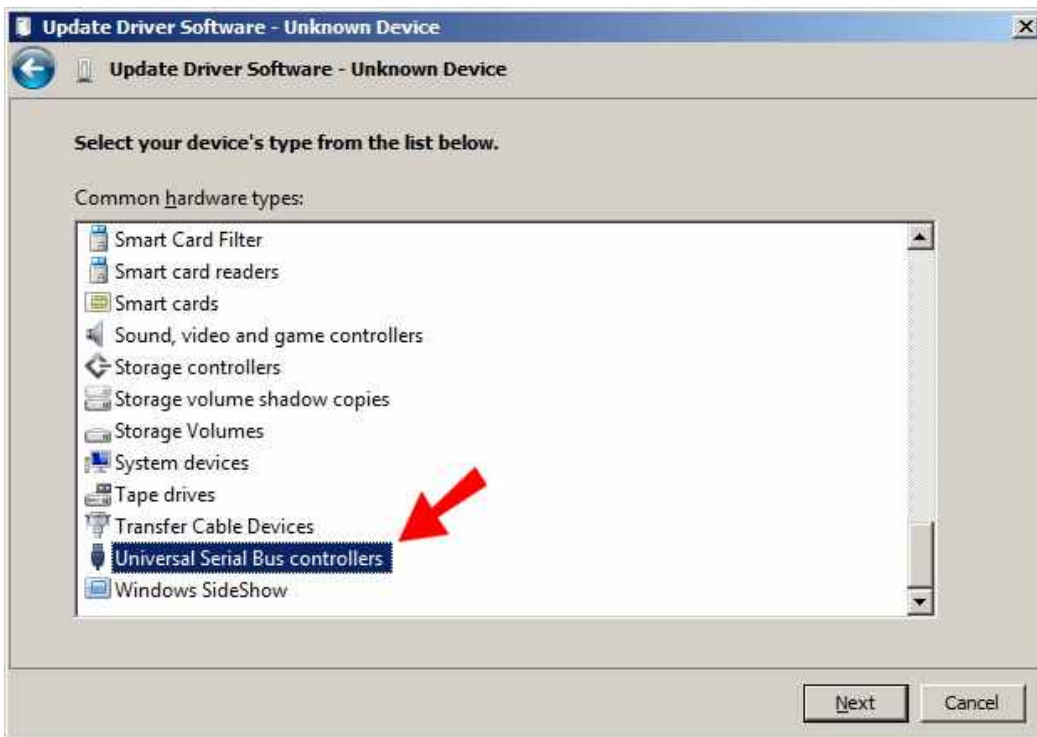 Update Driver Software - Unknown Device
Update Driver Software - Unknown Device
Select your device's type from the list below.
Common hardware types:
Smart Card Filter
Smart card readers
Smart cards
Sound, video and game controllers
Storage controllers
Storage volume shadow copies
Storage Volumes
System devices
Tape drives
Transfer Cable Devices
Universal Serial Bus controllers
Windows SideShow
Next Cancel